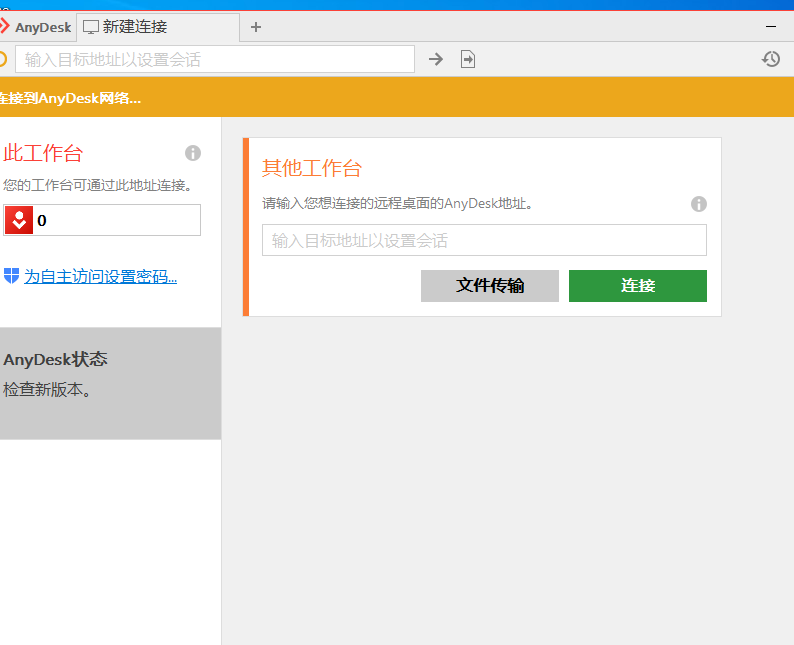 AnyDesk
新建连接
输入目标地址以设置会话
连接到AnyDesk网络...
此工作台
您的工作台可通过此地址连接。
0
为自主访问设置密码...
AnyDesk状态
检查新版本。
其他工作台
请输入您想连接的远程桌面的AnyDesk地址。
输入目标地址以设置会话
文件传输
连接